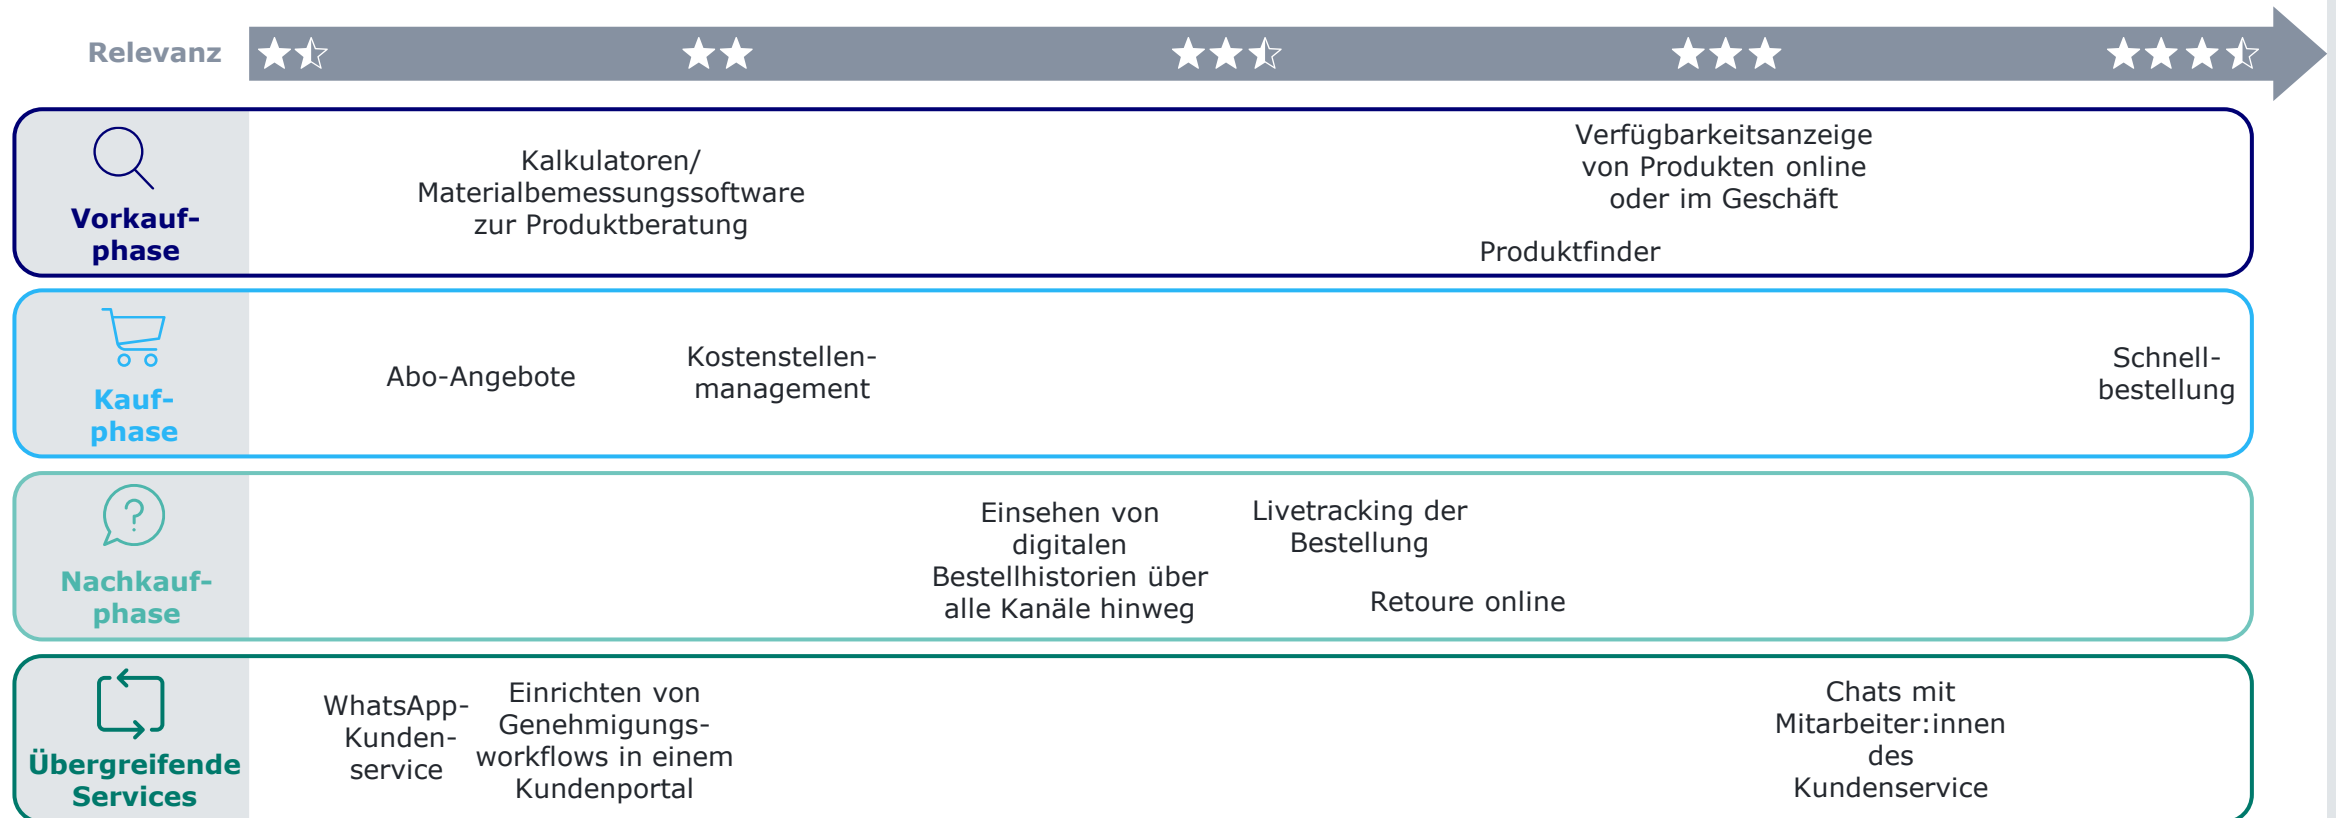 Relevanz
Vorkauf-
phase
Kalkulatoren/
Materialbemessungssoftware
zur Produktberatung
Verfügbarkeitsanzeige
von Produkten online
oder im Geschäft
Produktfinder
Kauf-
phase
Abo-Angebote
Kostenstellen-
management
Schnell-
bestellung
Nachkauf-
phase
Einsehen von
digitalen
Bestellhistorien über
alle Kanäle hinweg
Livetracking der
Bestellung
Retoure online
Übergreifende
Services
WhatsApp-
Kunden-
service
Einrichten von
Genehmigungs-
workflows in einem
Kundenportal
Chats mit
Mitarbeiter:innen
des
Kundenservice